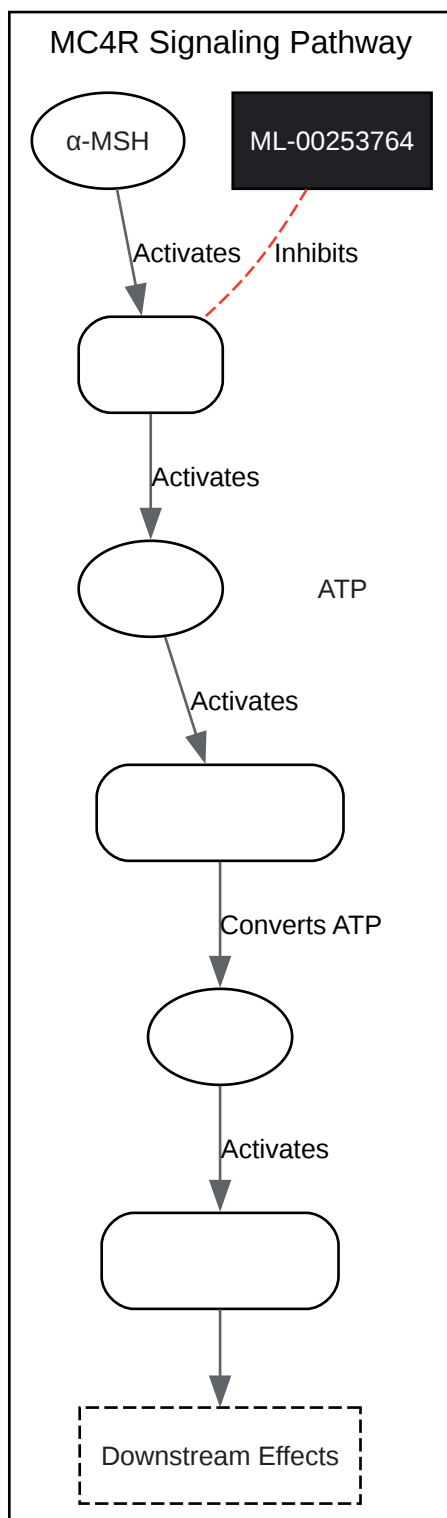 MC4R Signaling Pathway
α-MSH
ML-00253764
Activates
Inhibits
Activates
ATP
Activates
Converts ATP
Activates
Downstream Effects